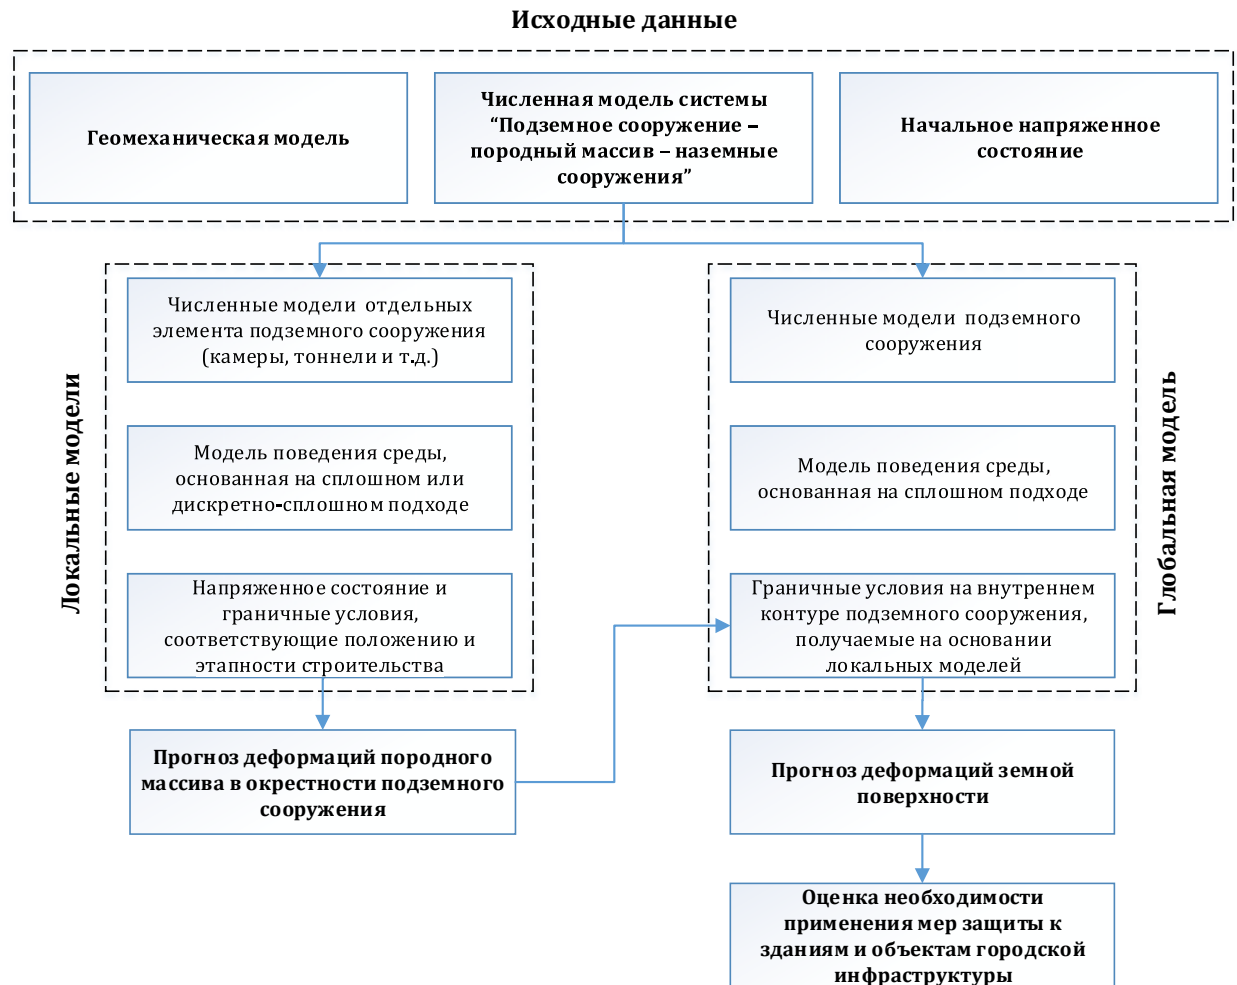 Исходные данные
Геомеханическая модель
Численная модель системы
“Подземное сооружение –
породный массив – наземные
сооружения”
Начальное напряженное
состояние
Локальные модели
Численные модели отдельных
элемента подземного сооружения
(камеры, тоннели и т.д.)
Модель поведения среды,
основанная на сплошном или
дискретно-сплошном подходе
Напряженное состояние и
граничные условия,
соответствующие положению и
этапности строительства
Прогноз деформаций породного
массива в окрестности подземного
сооружения
Глобальная модель
Численные модели подземного
сооружения
Модель поведения среды,
основанная на сплошном подходе
Граничные условия на внутреннем
контуре подземного сооружения,
получаемые на основании
локальных моделей
Прогноз деформаций земной
поверхности
Оценка необходимости
применения мер защиты к
зданиям и объектам городской
инфраструктуры